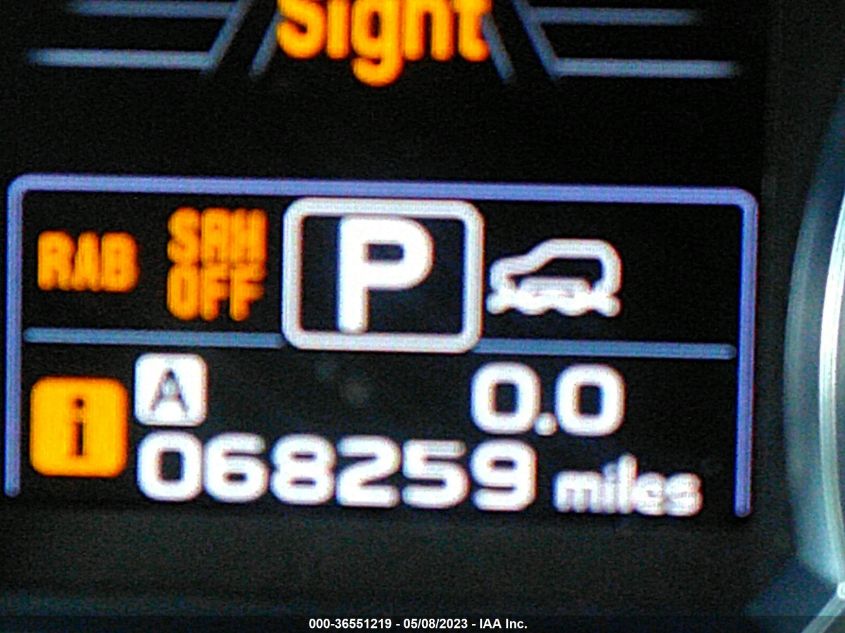 Sight
RAB SRH OFF P
A 0.0
i 068259 miles
000-36551219 - 05/08/2023 - IAA Inc.